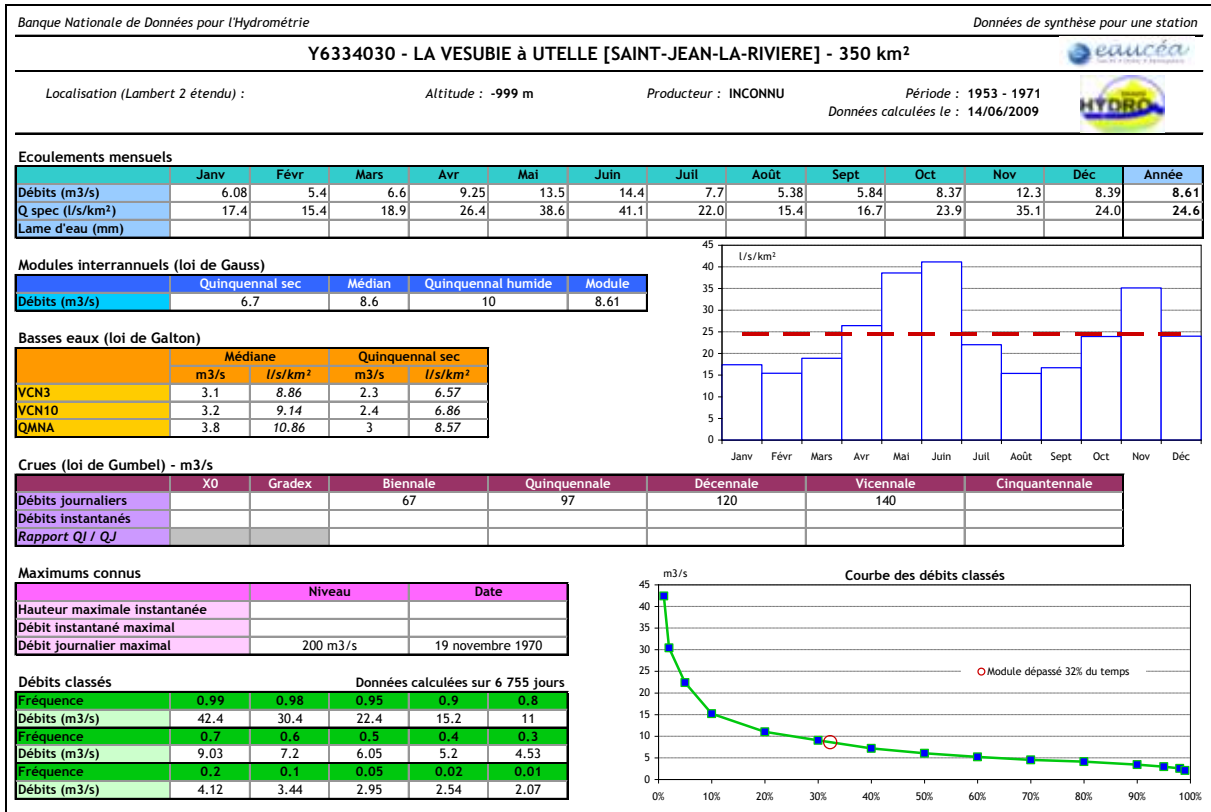 Banque Nationale de Données pour l'Hydrométrie Données de synthèse pour une station
Y6334030 - LA VESUBIE à UTELLE [SAINT-JEAN-LA-RIVIERE] - 350 km²
eaucéa
Localisation (Lambert 2 étendu) : Altitude : -999 m Producteur : INCONNU Période : 1953 - 1971
Données calculées le : 14/06/2009
HYDRO
Ecoulements mensuels
Janv Févr Mars Avr Mai Juin Juil Août Sept Oct Nov Déc Année
Débits (m3/s) 6.08 5.4 6.6 9.25 13.5 14.4 7.7 5.38 5.84 8.37 12.3 8.39 8.61
Q spec (l/s/km²) 17.4 15.4 18.9 26.4 38.6 41.1 22.0 15.4 16.7 23.9 35.1 24.0 24.6
Lame d'eau (mm)
Modules interrannuels (loi de Gauss)
Quinquennal sec Médian Quinquennal humide Module
Débits (m3/s) 6.7 8.6 10 8.61
Basses eaux (loi de Galton)
Médiane Quinquennal sec
m3/s l/s/km² m3/s l/s/km²
VCN3 3.1 8.86 2.3 6.57
VCN10 3.2 9.14 2.4 6.86
QMNA 3.8 10.86 3 8.57
l/s/km²
45
40
35
30
25
20
15
10
5
0
Janv Févr Mars Avr Mai Juin Juil Août Sept Oct Nov Déc
Crues (loi de Gumbel) - m3/s
X0 Gradex Biennale Quinquennale Décennale Vicennale Cinquantennale
Débits journaliers 67 97 120 140
Débits instantanés
Rapport QI / QJ
Maximums connus
Niveau Date
Hauteur maximale instantanée
Débit instantané maximal
Débit journalier maximal 200 m3/s 19 novembre 1970
Débits classés Données calculées sur 6 755 jours
Fréquence 0.99 0.98 0.95 0.9 0.8
Débits (m3/s) 42.4 30.4 22.4 15.2 11
Fréquence 0.7 0.6 0.5 0.4 0.3
Débits (m3/s) 9.03 7.2 6.05 5.2 4.53
Fréquence 0.2 0.1 0.05 0.02 0.01
Débits (m3/s) 4.12 3.44 2.95 2.54 2.07
m3/s Courbe des débits classés
45
40
35
30
25
20
15
10
5
0
Module dépassé 32% du temps
0% 10% 20% 30% 40% 50% 60% 70% 80% 90% 100%